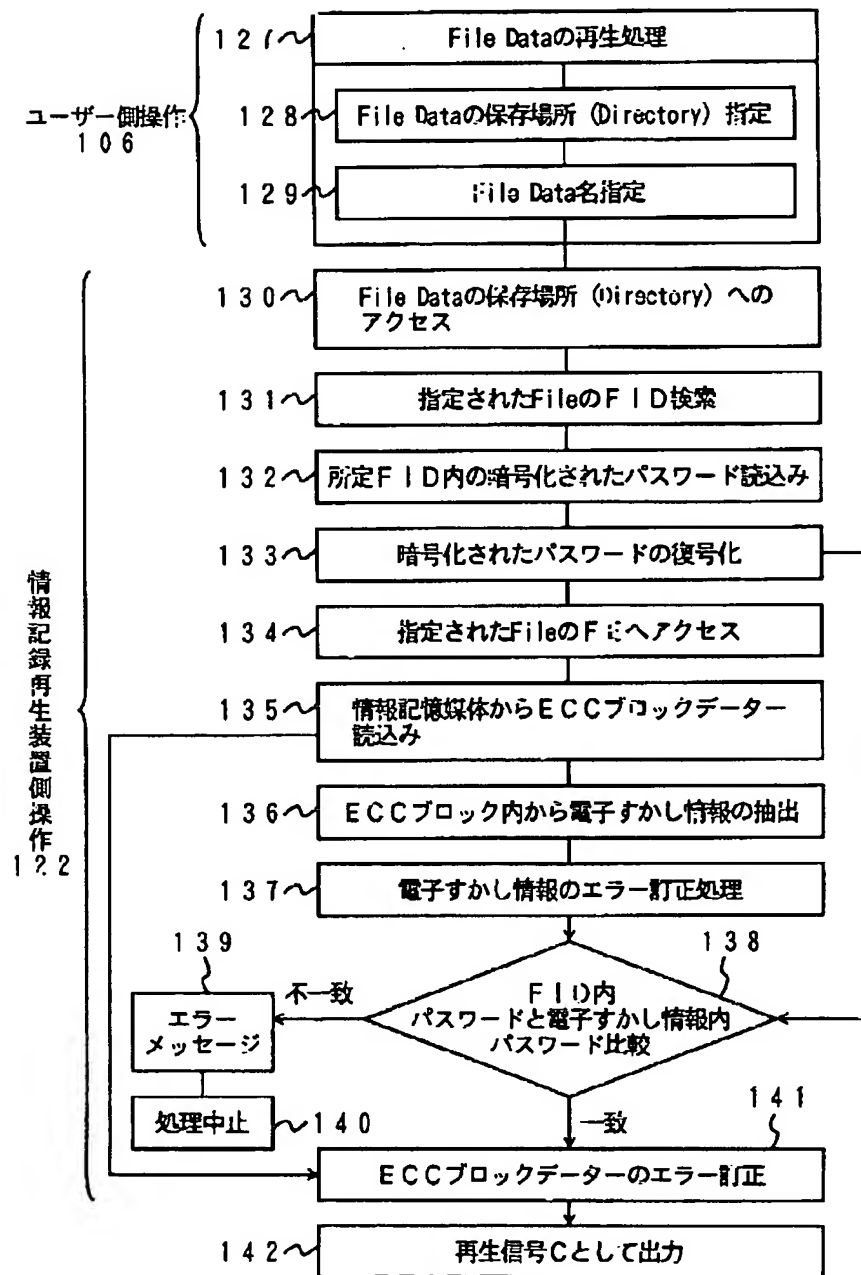 127 File Dataの再生処理
ユーザー側操作
106
128 File Dataの保存場所 (Directory) 指定
129 File Data名指定
130 File Dataの保存場所 (Directory) への
アクセス
131 指定されたFileのFID検索
132 所定FID内の暗号化されたパスワード読込み
133 暗号化されたパスワードの復号化
134 指定されたFileのFEへアクセス
情報記録再生装置側操作
122
135 情報記憶媒体からECCブロックデーター
読込み
136 ECCブロック内から電子すかし情報の抽出
137 電子すかし情報のエラー訂正処理
139
138
不一致
エラー
メッセージ
FID内
パスワードと電子すかし情報内
パスワード比較
処理中止 140
一致
141
ECCブロックデーターのエラー訂正
142 再生信号Cとして出力